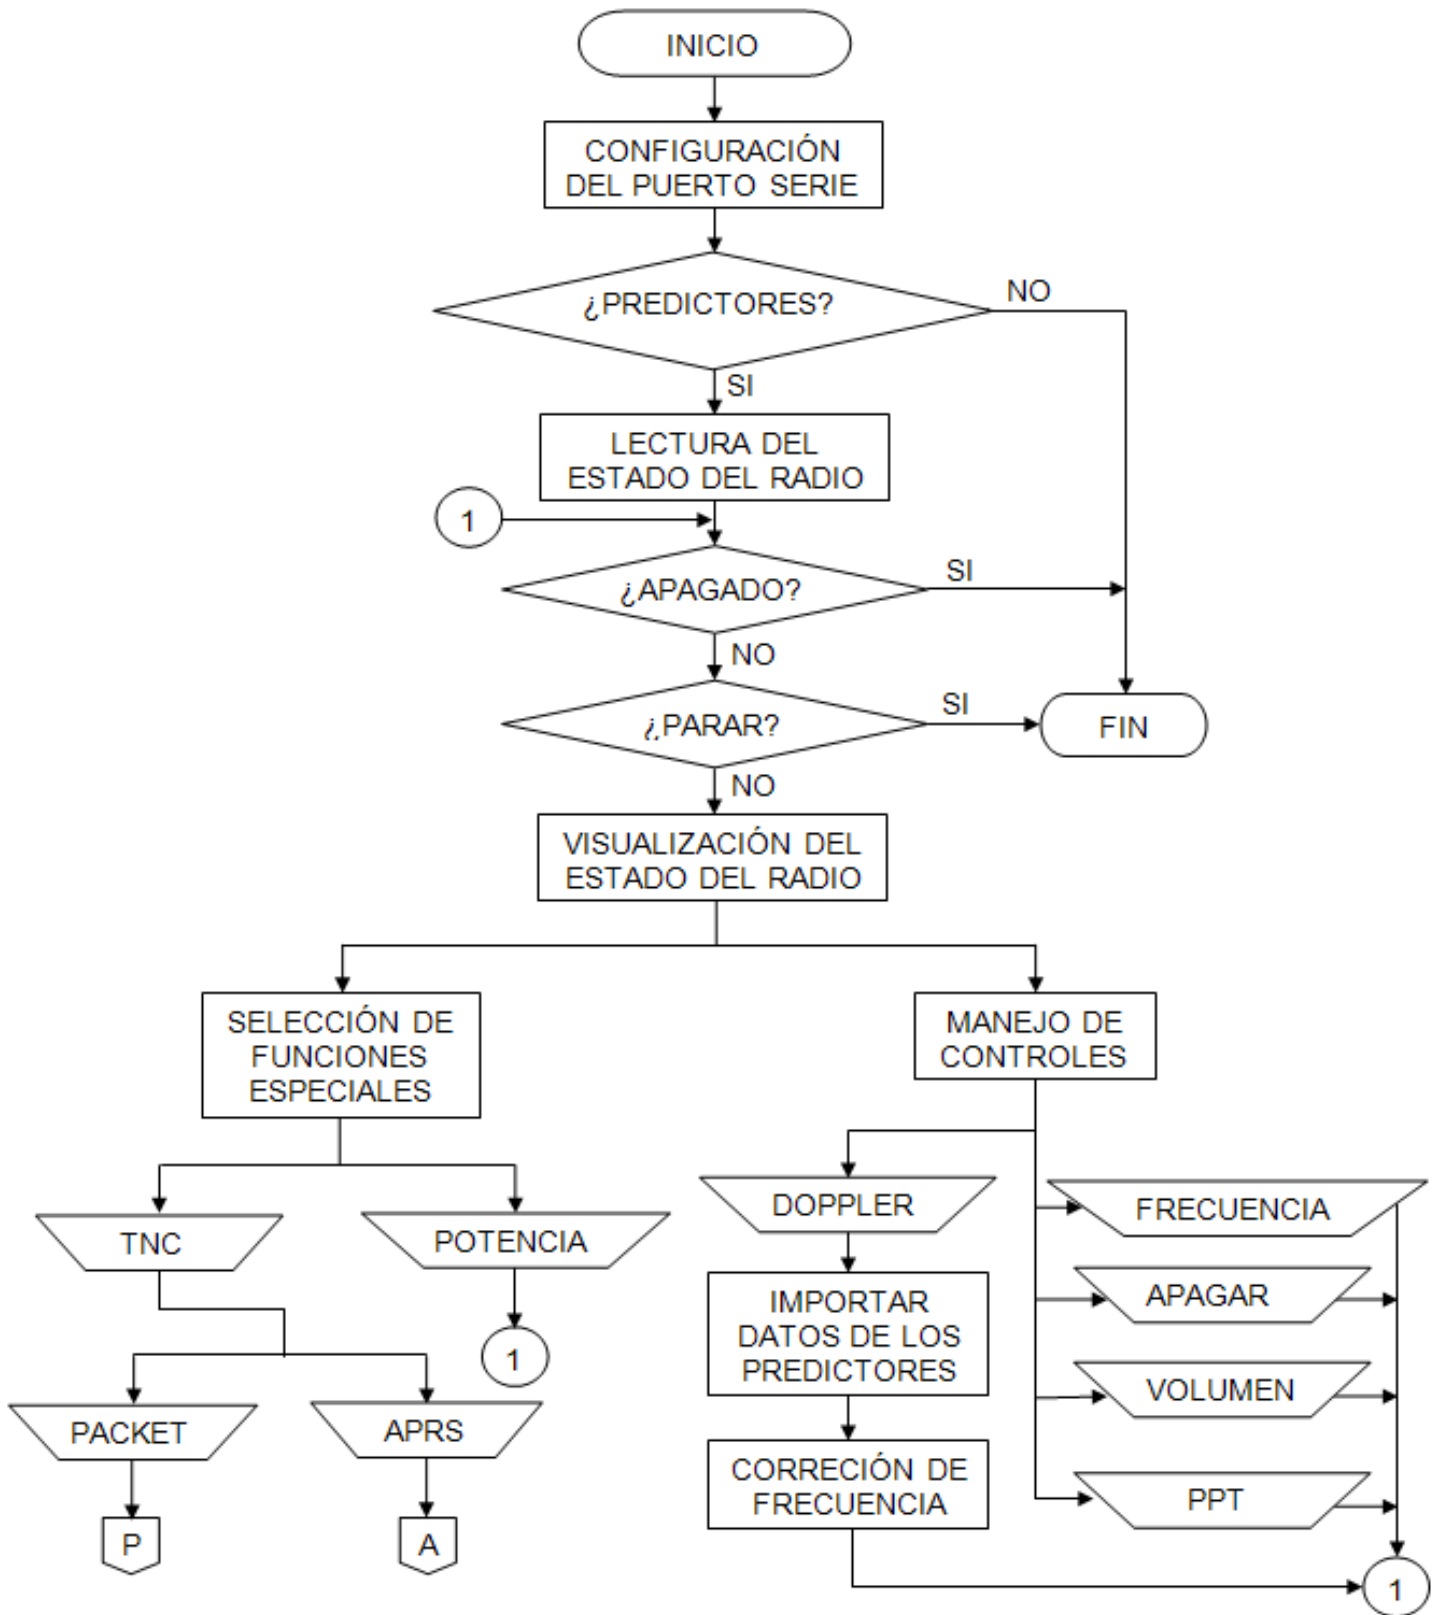 INICIO
CONFIGURACIÓN
DEL PUERTO SERIE
¿PREDICTORES?
NO
SI
LECTURA DEL
ESTADO DEL RADIO
1
¿APAGADO?
SI
NO
¿PARAR?
SI
FIN
NO
VISUALIZACIÓN DEL
ESTADO DEL RADIO
SELECCIÓN DE
FUNCIONES
ESPECIALES
MANEJO DE
CONTROLES
TNC
POTENCIA
1
PACKET
APRS
P
A
DOPPLER
IMPORTAR
DATOS DE LOS
PREDICTORES
CORRECIÓN DE
FRECUENCIA
FRECUENCIA
APAGAR
VOLUMEN
PPT
1